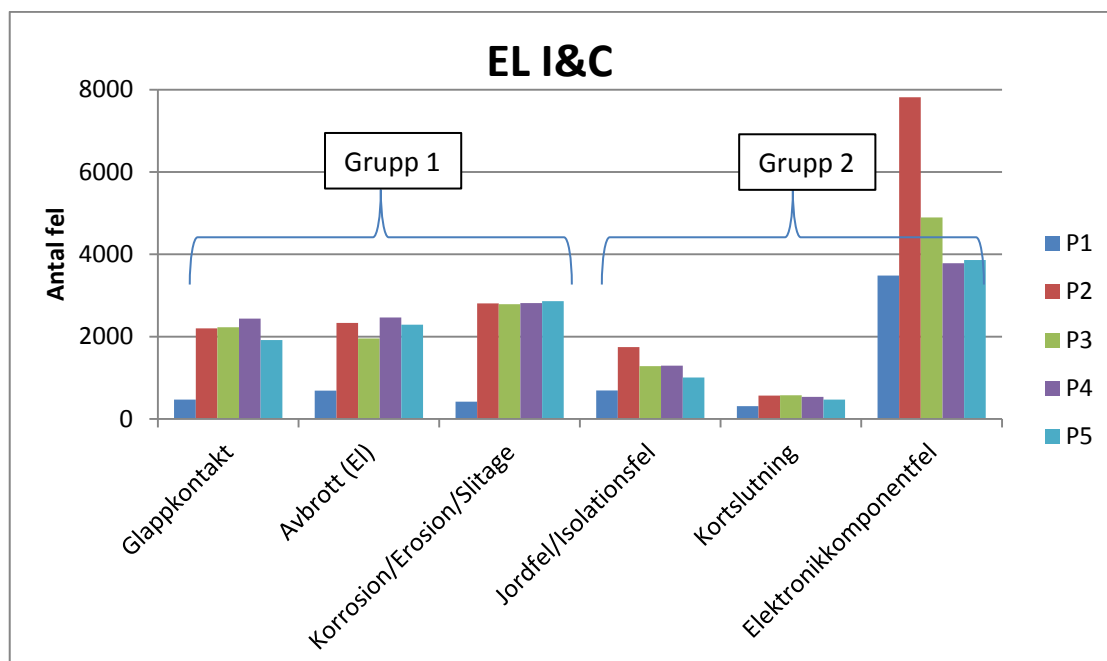 EL I&C
Antal fel
8000
6000
4000
2000
0
Grupp 1
Grupp 2
Glappkontakt
Avbrott (El)
Korrosion/Erosion/Slitage
Jordfel/Isolationsfel
Kortslutning
Elektronikkomponentfel
P1
P2
P3
P4
P5